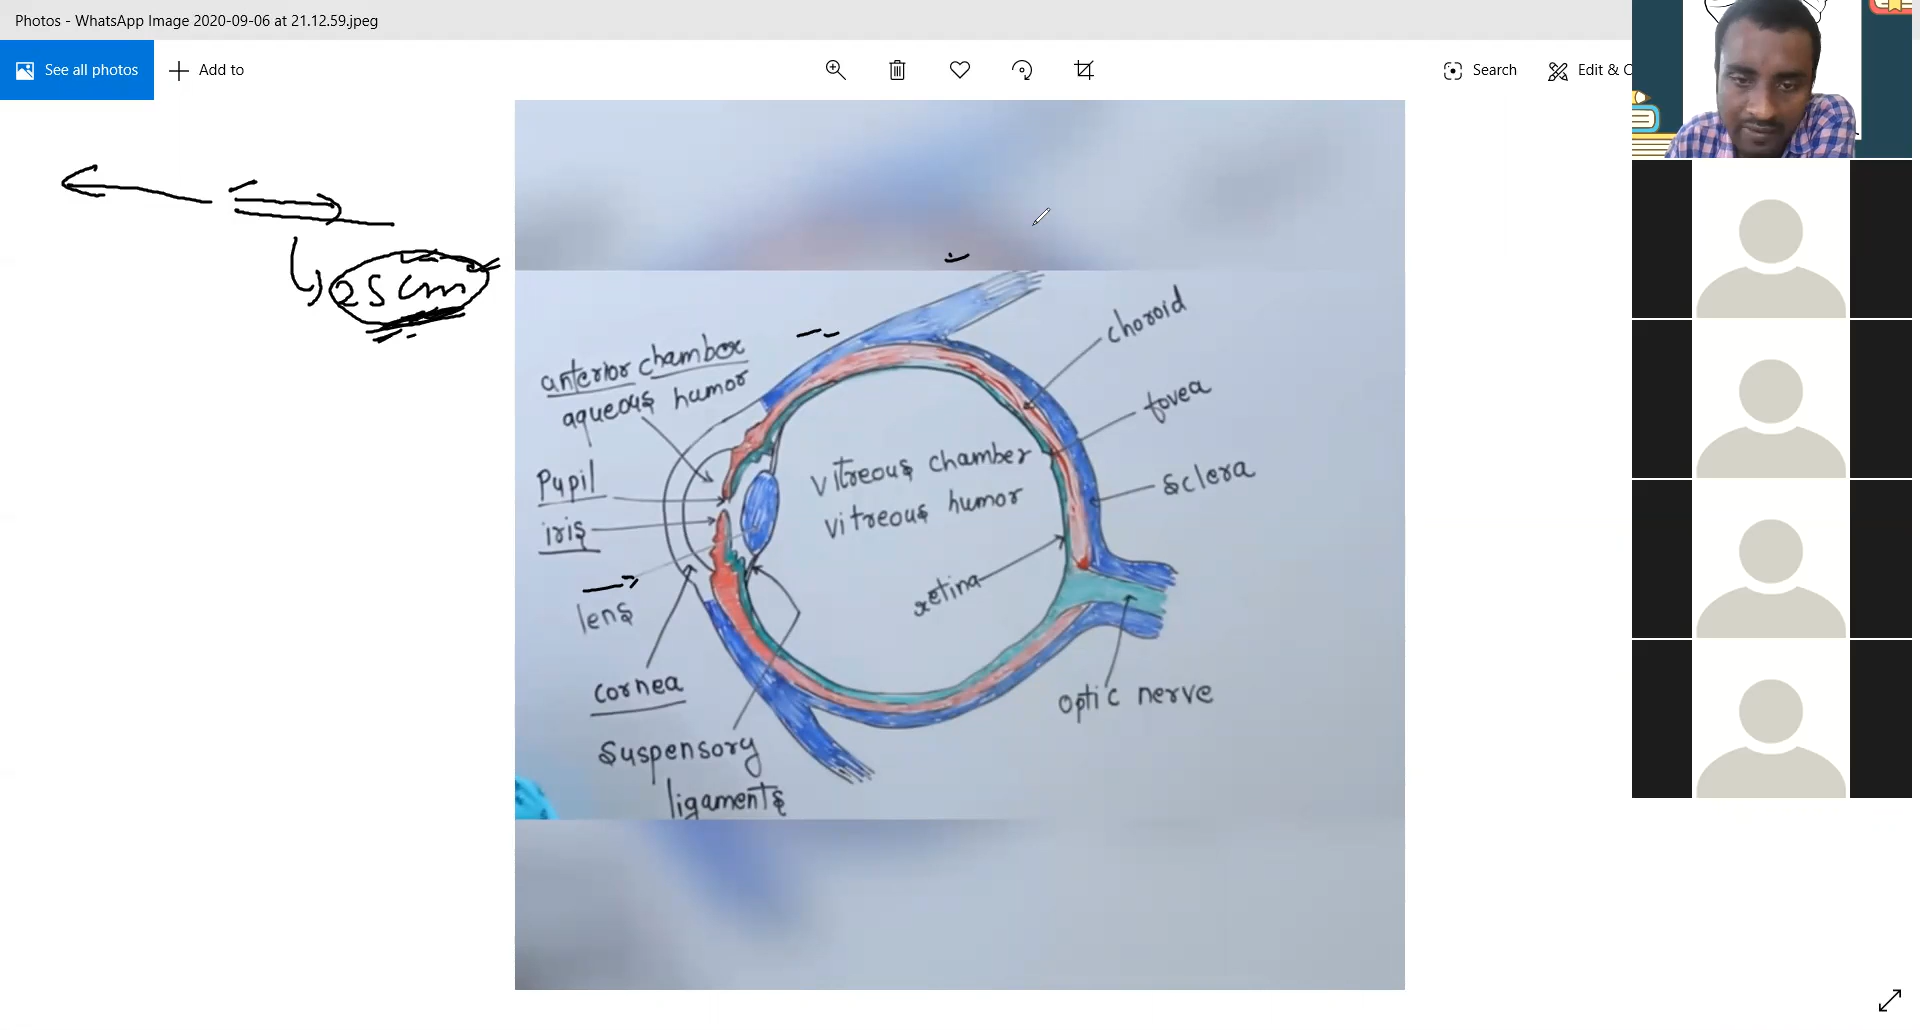 Photos - WhatsApp Image 2020-09-06 at 21.12.59.jpeg
See all photos
Add to
Search
Edit & C
25 cm
anterior chamber
aqueous humor
Pupil
iris
lens
cornea
suspensory
ligaments
vitreous chamber
vitreous humor
retina
choroid
fovea
sclera
optic nerve